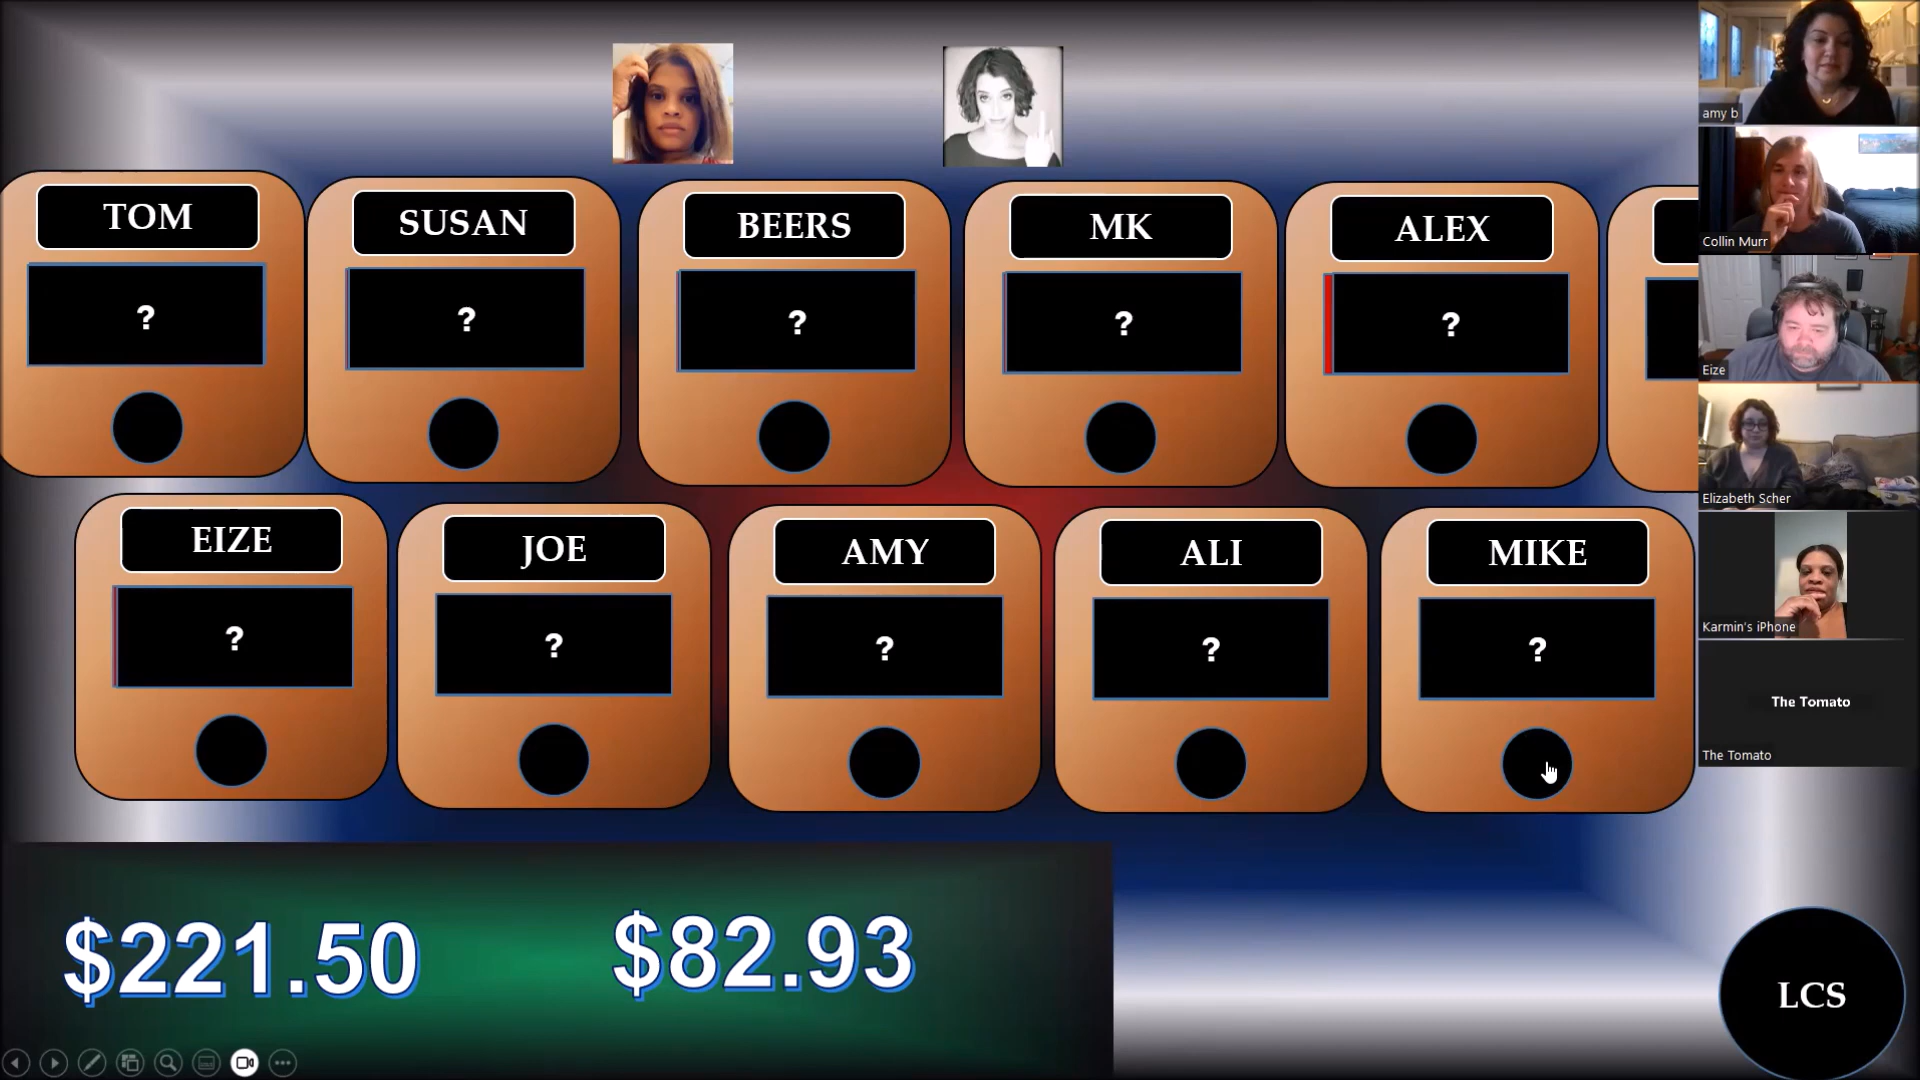 TOM
SUSAN
BEERS
MK
ALEX
?
?
?
?
?
EIZE
JOE
AMY
ALI
MIKE
?
?
?
?
?
$221.50
$82.93
LCS
amy b
Collin Murr
Eize
Elizabeth Scher
Karmin's iPhone
The Tomato
The Tomato